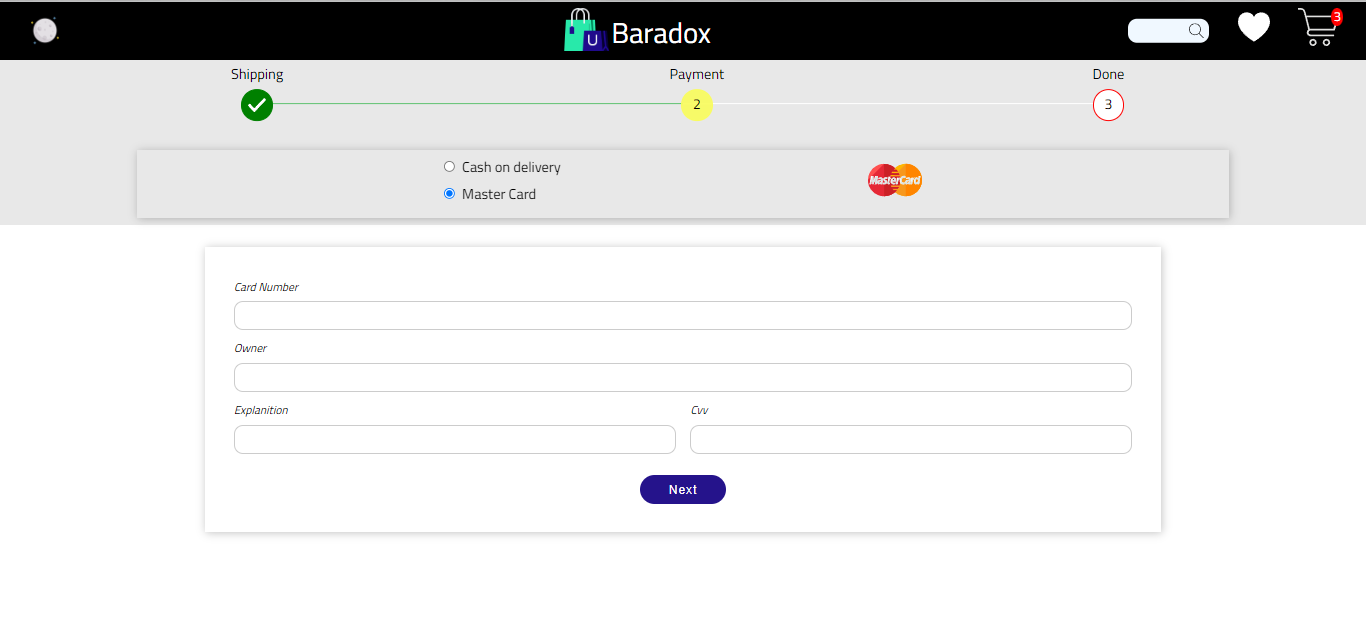 U Baradox
3
Shipping Payment Done
2 3
Cash on delivery
MasterCard
Master Card
Card Number
Owner
Explanition Cvv
Next